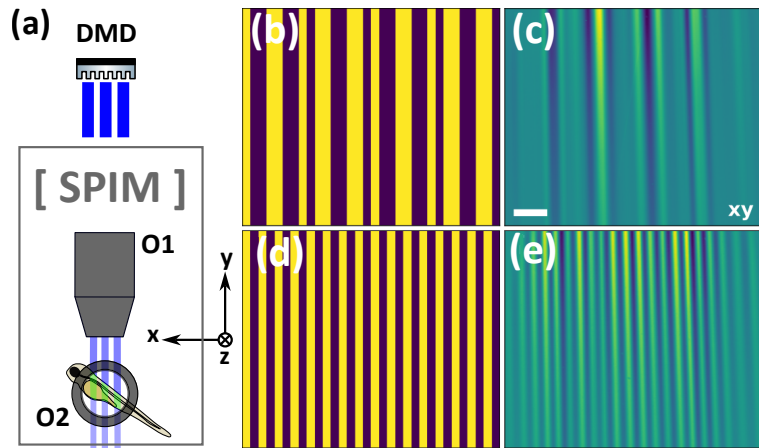 (a)
DMD
[ SPIM ]
O1
O2
y
x
z
(b)
(c)
xy
(d)
(e)